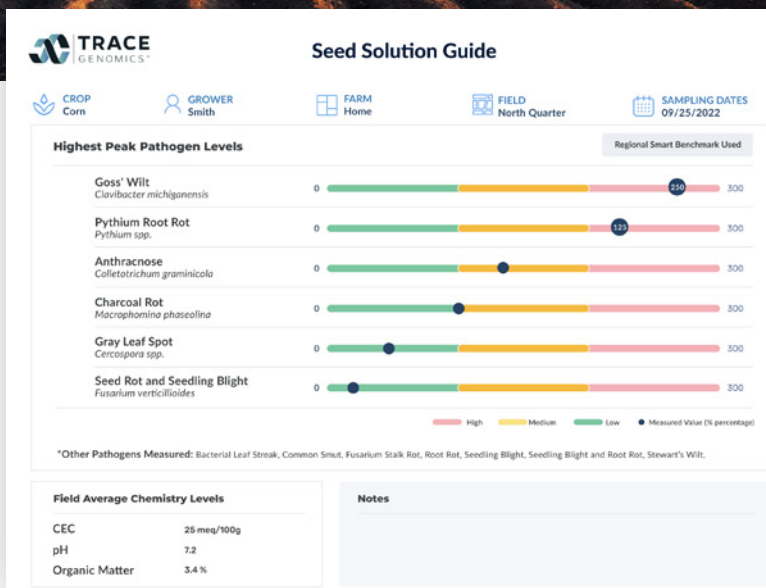 TRACE
GENOMICS
Seed Solution Guide
CROP
Corn
GROWER
Smith
FARM
Home
FIELD
North Quarter
SAMPLING DATES
09/25/2022
Highest Peak Pathogen Levels
Regional Smart Benchmark Used
Goss' Wilt
Clavibacter michiganensis
0 250 300
Pythium Root Rot
Pythium spp.
0 125 300
Anthracnose
Colletotrichum graminicola
0 300
Charcoal Rot
Macrophomina phaseolina
0 300
Gray Leaf Spot
Cercospora spp.
0 300
Seed Rot and Seedling Blight
Fusarium verticillioides
0 300
High Medium Low Measured Value (% percentage)
*Other Pathogens Measured: Bacterial Leaf Streak, Common Smut, Fusarium Stalk Rot, Root Rot, Seedling Blight, Seedling Blight and Root Rot, Stewart's Wilt,
Field Average Chemistry Levels
CEC 25 meq/100g
pH 7.2
Organic Matter 3.4 %
Notes